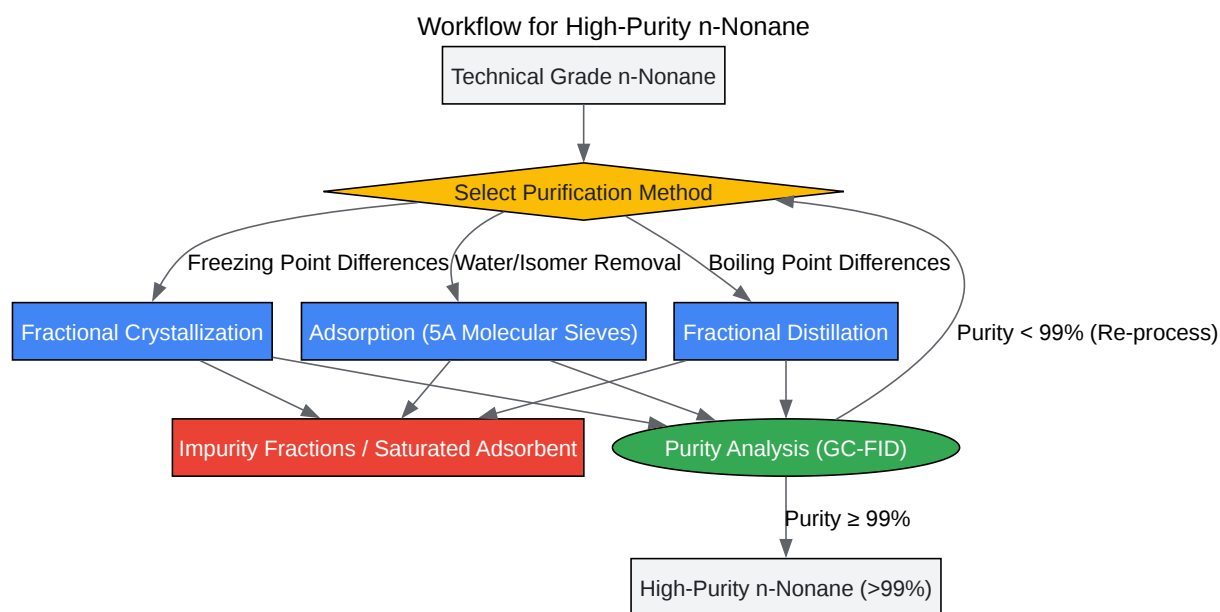 Workflow for High-Purity n-Nonane
Technical Grade n-Nonane
Select Purification Method
Freezing Point Differences
Water/Isomer Removal
Boiling Point Differences
Fractional Crystallization
Adsorption (5A Molecular Sieves)
Fractional Distillation
Purity < 99% (Re-process)
Impurity Fractions / Saturated Adsorbent
Purity Analysis (GC-FID)
Purity ≥ 99%
High-Purity n-Nonane (>99%)